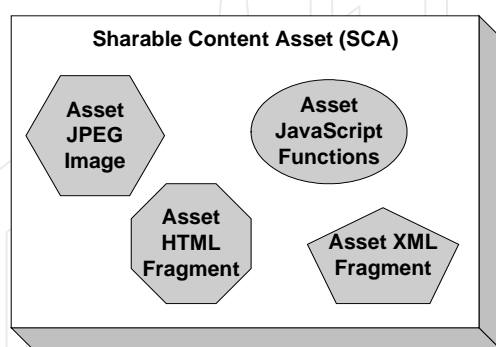 Sharable Content Asset (SCA)
Asset
JPEG
Image
Asset
JavaScript
Functions
Asset
HTML
Fragment
Asset XML
Fragment